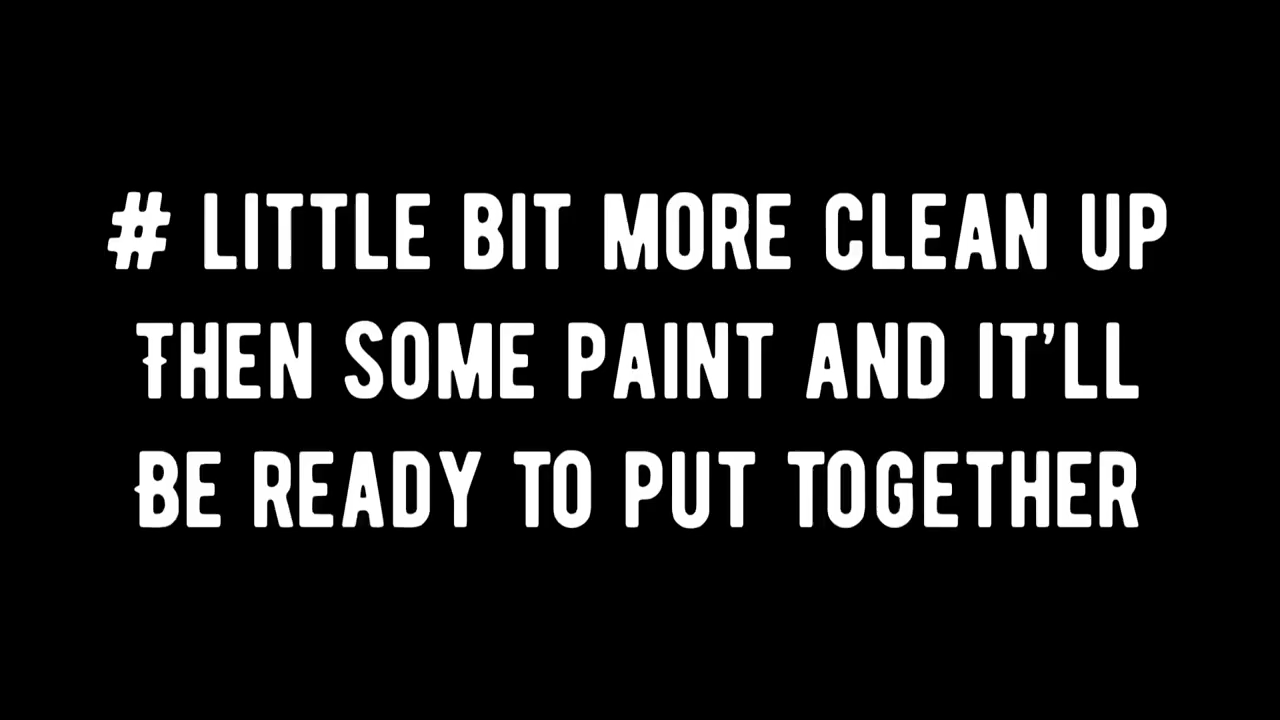 # LITTLE BIT MORE CLEAN UP
THEN SOME PAINT AND IT'LL
BE READY TO PUT TOGETHER